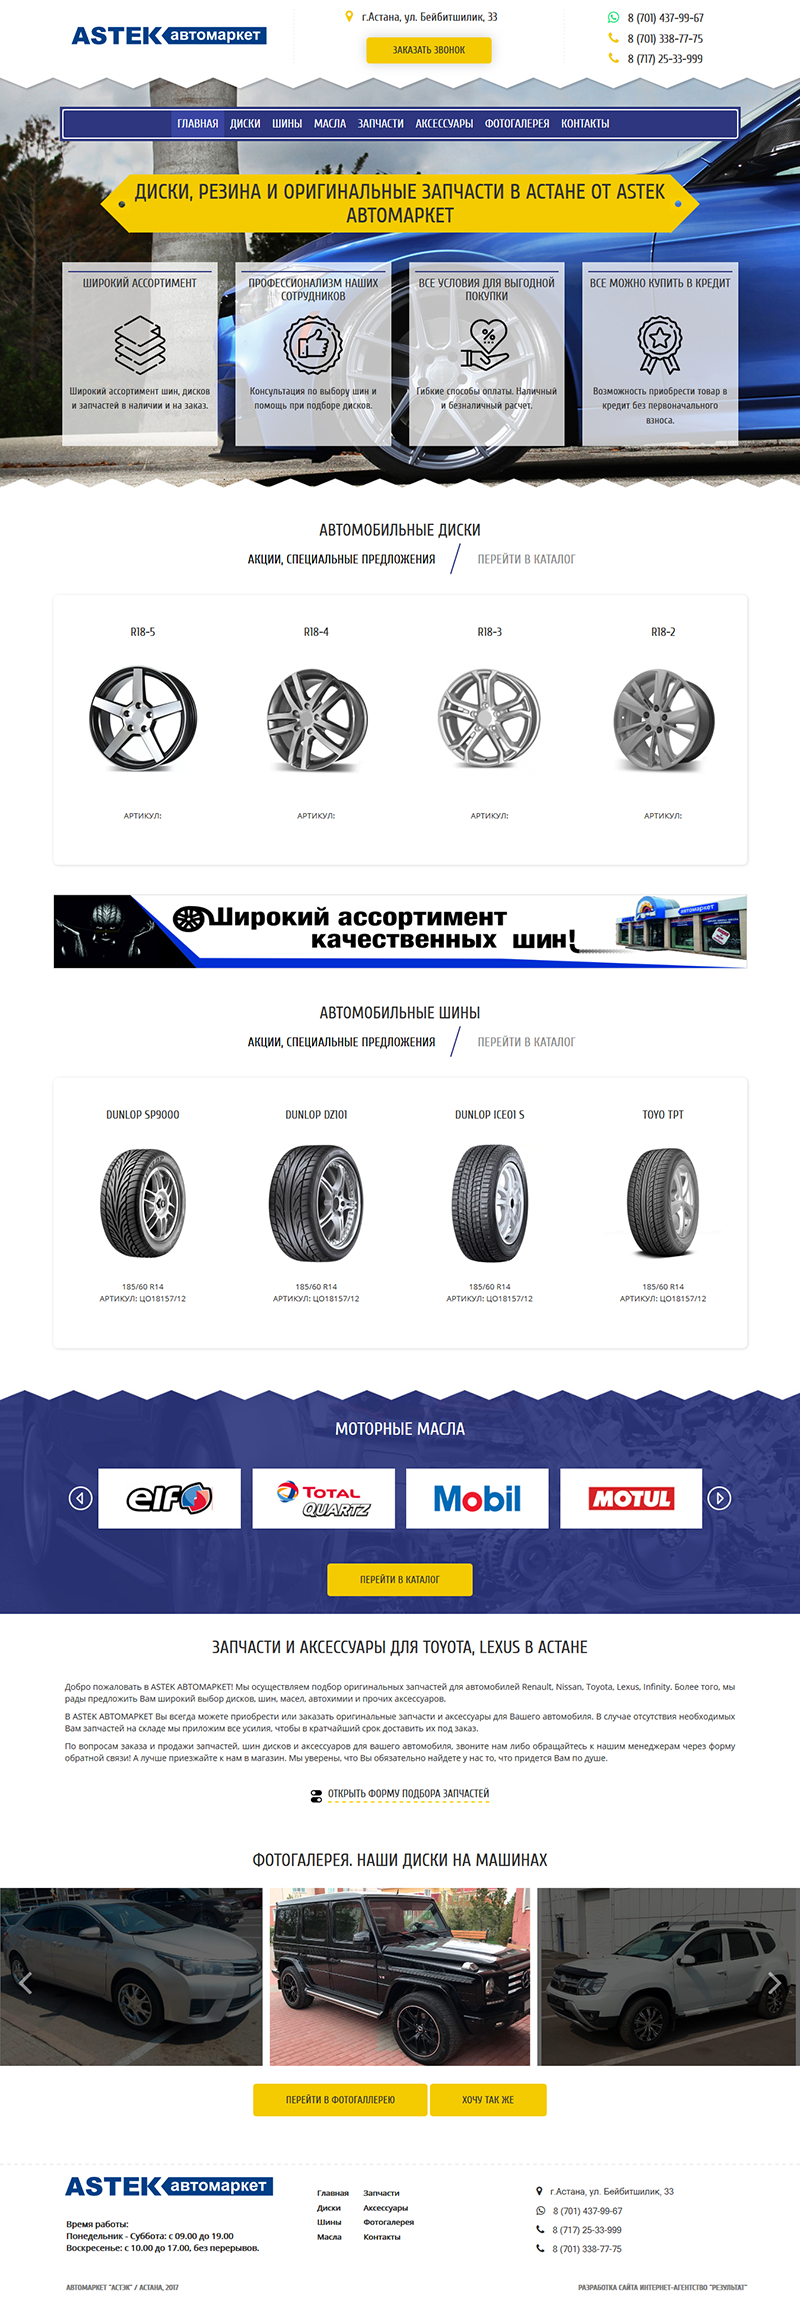 ASTEK автомаркет
г.Астана, ул. Бейбитшилик, 33
ЗАКАЗАТЬ ЗВОНОК
8 (701) 437-99-67
8 (701) 338-77-75
8 (717) 25-33-999
ГЛАВНАЯ ДИСКИ ШИНЫ МАСЛА ЗАПЧАСТИ АКСЕССУАРЫ ФОТОГАЛЕРЕЯ КОНТАКТЫ
ДИСКИ, РЕЗИНА И ОРИГИНАЛЬНЫЕ ЗАПЧАСТИ В АСТАНЕ ОТ ASTEK
АВТОМАРКЕТ
ШИРОКИЙ АССОРТИМЕНТ
Широкий ассортимент шин, дисков
и запчастей в наличии и на заказ.
ПРОФЕССИОНАЛИЗМ НАШИХ
СОТРУДНИКОВ
Консультация по выбору шин и
помощь при подборе дисков.
ВСЕ УСЛОВИЯ ДЛЯ ВЫГОДНОЙ
ПОКУПКИ
%
Гибкие способы оплаты. Наличный
и безналичный расчет.
ВСЕ МОЖНО КУПИТЬ В КРЕДИТ
Возможность приобрести товар в
кредит без первоначального
взноса.
АВТОМОБИЛЬНЫЕ ДИСКИ
АКЦИИ, СПЕЦИАЛЬНЫЕ ПРЕДЛОЖЕНИЯ ПЕРЕЙТИ В КАТАЛОГ
R18-5 R18-4 R18-3 R18-2
АРТИКУЛ: АРТИКУЛ: АРТИКУЛ: АРТИКУЛ:
Широкий ассортимент
качественных шин!
автомаркет
АВТОМОБИЛЬНЫЕ ШИНЫ
АКЦИИ, СПЕЦИАЛЬНЫЕ ПРЕДЛОЖЕНИЯ ПЕРЕЙТИ В КАТАЛОГ
DUNLOP SP9000 DUNLOP DZ101 DUNLOP ICE01 S TOYO TPT
185/60 R14 185/60 R14 185/60 R14 185/60 R14
АРТИКУЛ: ЦО18157/12 АРТИКУЛ: ЦО18157/12 АРТИКУЛ: ЦО18157/12 АРТИКУЛ: ЦО18157/12
МОТОРНЫЕ МАСЛА
elf
TOTAL
QUARTZ
Mobil
MOTUL
ПЕРЕЙТИ В КАТАЛОГ
ЗАПЧАСТИ И АКСЕССУАРЫ ДЛЯ TOYOTA, LEXUS В АСТАНЕ
Добро пожаловать в ASTEK АВТОМАРКЕТ! Мы осуществляем подбор оригинальных запчастей для автомобилей Renault, Nissan, Toyota, Lexus, Infinity. Более того, мы
рады предложить Вам широкий выбор дисков, шин, масел, автохимии и прочих аксессуаров.
В ASTEK АВТОМАРКЕТ Вы всегда можете приобрести или заказать оригинальные запчасти и аксессуары для Вашего автомобиля. В случае отсутствия необходимых
Вам запчастей на складе мы приложим все усилия, чтобы в кратчайший срок доставить их под заказ.
По вопросам заказа и продажи запчастей, шин дисков и аксессуаров для вашего автомобиля, звоните нам либо обращайтесь к нашим менеджерам через форму
обратной связи! А лучше приезжайте к нам в магазин. Мы уверены, что Вы обязательно найдете у нас то, что придется Вам по душе.
ОТКРЫТЬ ФОРМУ ПОДБОРА ЗАПЧАСТЕЙ
ФОТОГАЛЕРЕЯ. НАШИ ДИСКИ НА МАШИНАХ
ПЕРЕЙТИ В ФОТОГАЛЛЕРЕЮ
ХОЧУ ТАК ЖЕ
ASTEK автомаркет
Время работы:
Понедельник - Суббота: с 09.00 до 19.00
Воскресенье: с 10.00 до 17.00, без перерывов.
Главная Запчасти
Диски Аксессуары
Шины Фотогалерея
Масла Контакты
г.Астана, ул. Бейбитшилик, 33
8 (701) 437-99-67
8 (717) 25-33-999
8 (701) 338-77-75
АВТОМАРКЕТ "АСТЭК" / АСТАНА, 2017
РАЗРАБОТКА САЙТА ИНТЕРНЕТ-АГЕНТСТВО "РЕЗУЛЬТАТ"